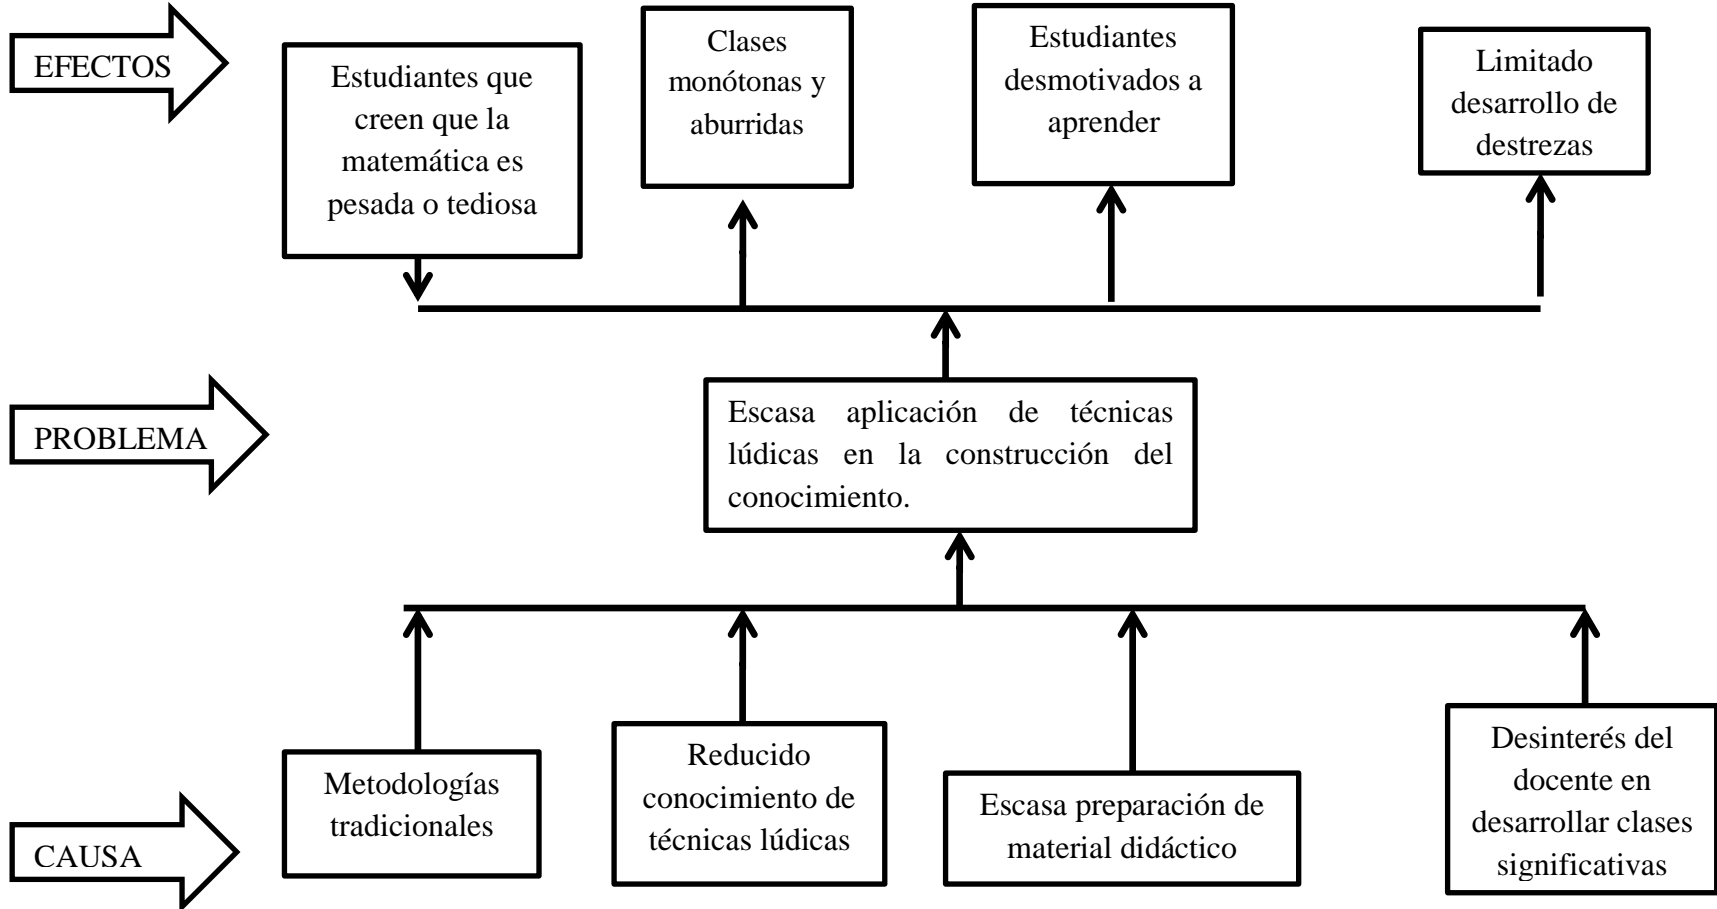 EFECTOS
Estudiantes que
creen que la
matemática es
pesada o tediosa
Clases
monótonas y
aburridas
Estudiantes
desmotivados a
aprender
Limitado
desarrollo de
destrezas
PROBLEMA
Escasa aplicación de técnicas
lúdicas en la construcción del
conocimiento.
CAUSA
Metodologías
tradicionales
Reducido
conocimiento de
técnicas lúdicas
Escasa preparación de
material didáctico
Desinterés del
docente en
desarrollar clases
significativas